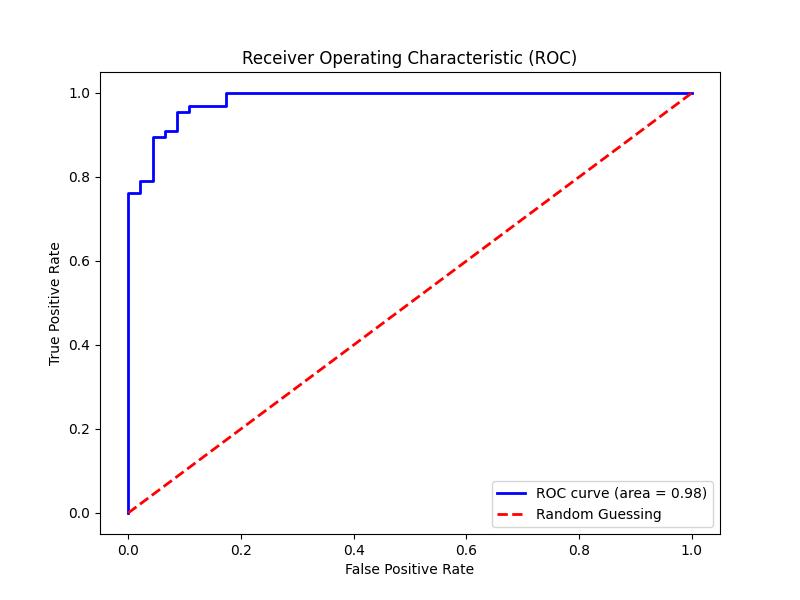 Receiver Operating Characteristic (ROC)
1.0
0.8
0.6
0.4
0.2
0.0
True Positive Rate
ROC curve (area = 0.98)
Random Guessing
0.0 0.2 0.4 0.6 0.8 1.0
False Positive Rate